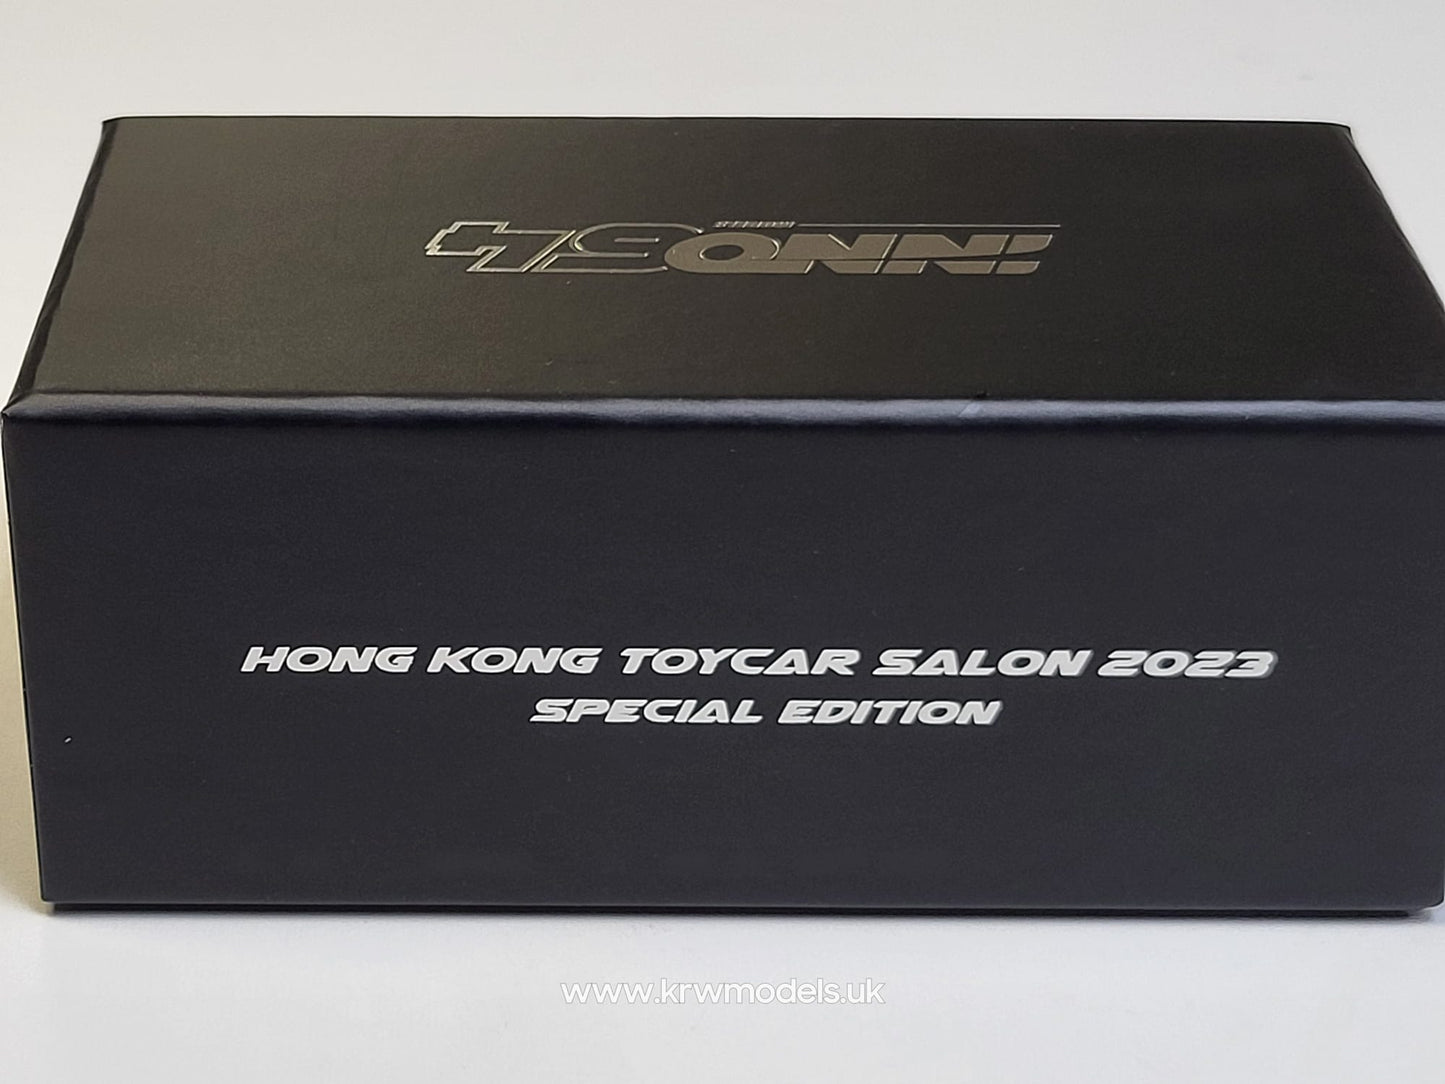 INNO64
HONG KONG TOYCAR SALON 2023
SPECIAL EDITION
www.krwmodels.uk